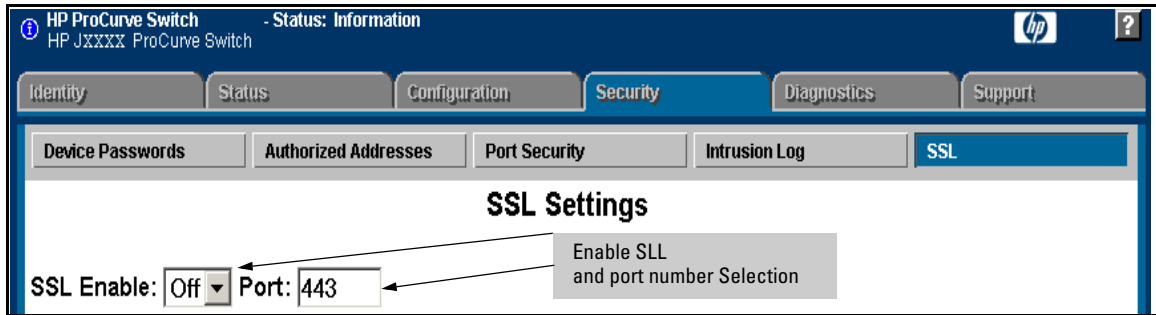 HP ProCurve Switch - Status: Information
HP JXXXX ProCurve Switch
hp
?
Identity Status Configuration Security Diagnostics Support
Device Passwords Authorized Addresses Port Security Intrusion Log SSL
SSL Settings
Enable SLL
and port number Selection
SSL Enable: Off Port: 443